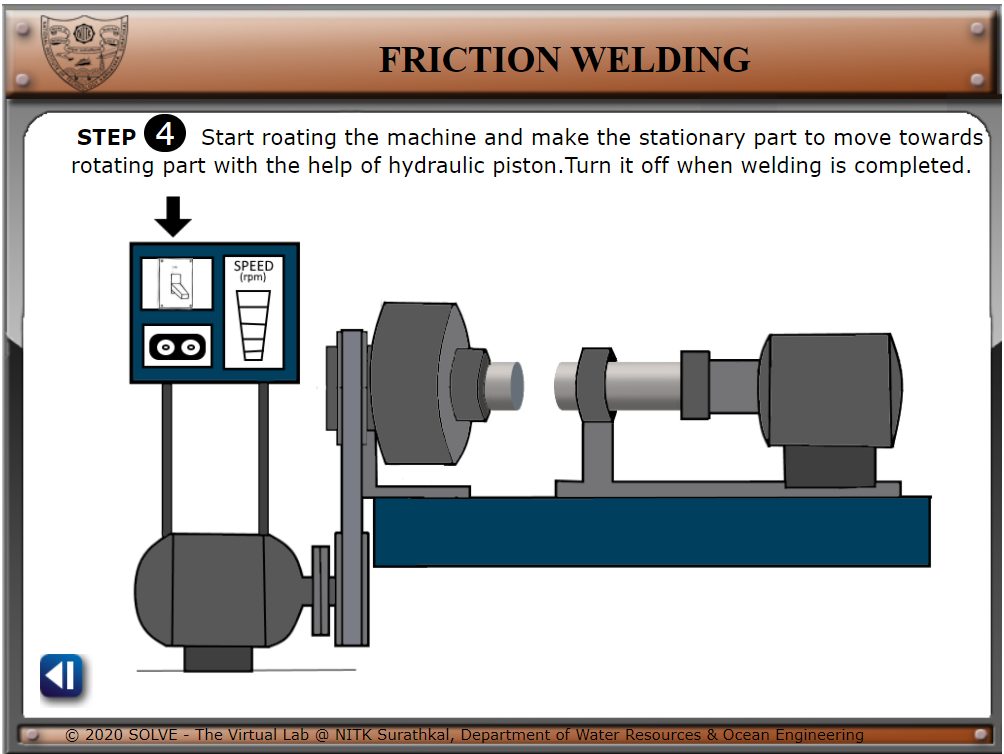 FRICTION WELDING
STEP 4 Start roating the machine and make the stationary part to move towards
rotating part with the help of hydraulic piston.Turn it off when welding is completed.
SPEED
(rpm)
© 2020 SOLVE - The Virtual Lab @ NITK Surathkal, Department of Water Resources & Ocean Engineering